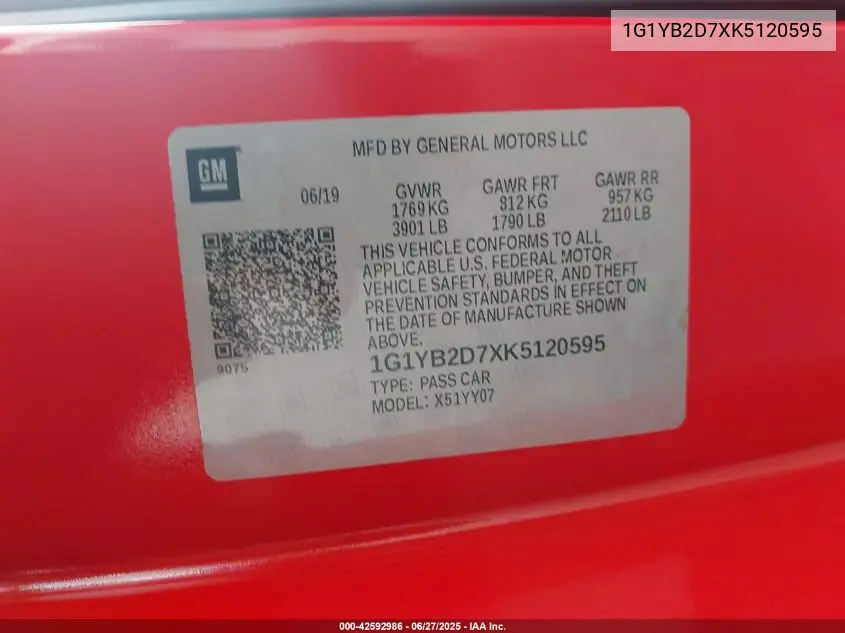 1G1YB2D7XK5120595
MFD BY GENERAL MOTORS LLC
GM
06/19
GVWR
1769 KG
3901 LB
GAWR FRT
812 KG
1790 LB
GAWR RR
957 KG
2110 LB
THIS VEHICLE CONFORMS TO ALL
APPLICABLE U.S. FEDERAL MOTOR
VEHICLE SAFETY, BUMPER, AND THEFT
PREVENTION STANDARDS IN EFFECT ON
THE DATE OF MANUFACTURE SHOWN
ABOVE.
9075
1G1YB2D7XK5120595
TYPE: PASS CAR
MODEL: X51YY07
000-42592986 - 06/27/2025 - IAA Inc.